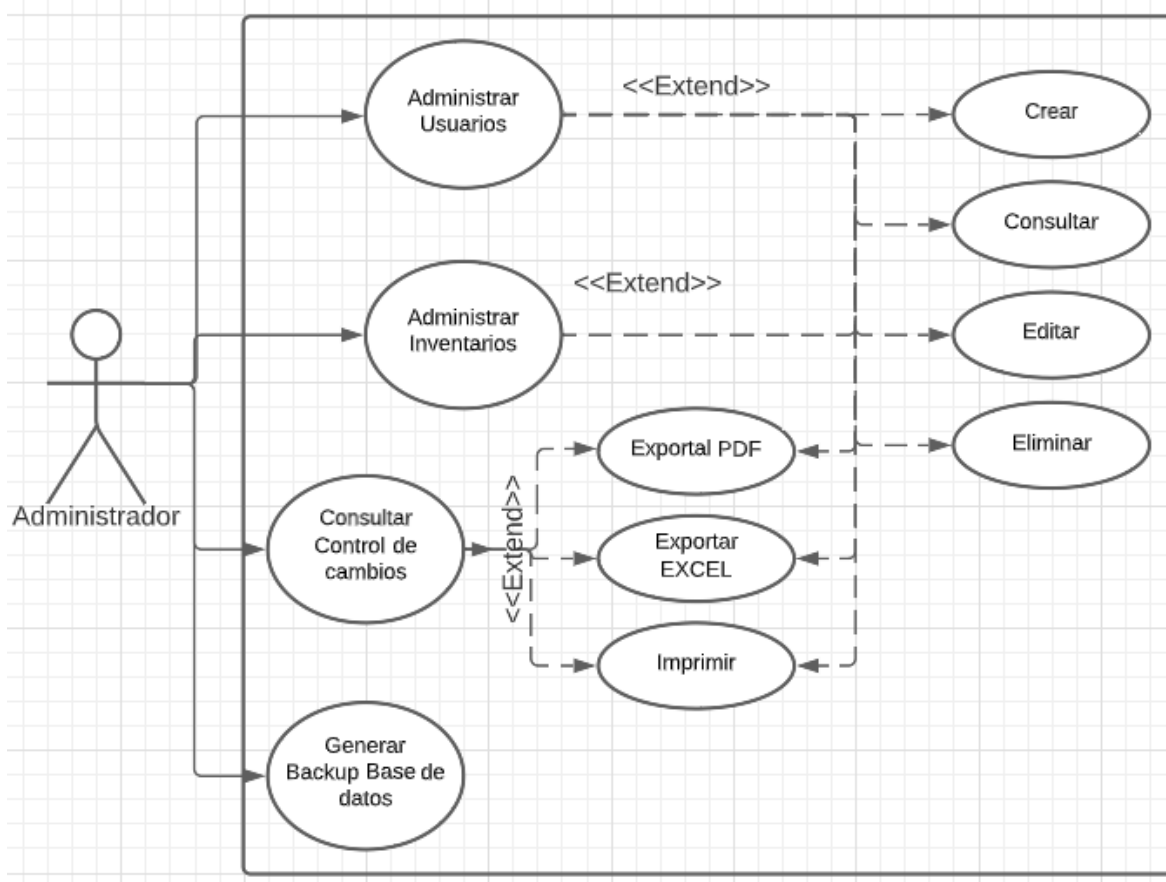 <<Extend>>
Administrar
Usuarios
Crear
Consultar
<<Extend>>
Administrar
Inventarios
Editar
Exportal PDF
Eliminar
Administrador
Consultar
Control de
cambios
<<Extend>>
Exportar
EXCEL
Imprimir
Generar
Backup Base de
datos